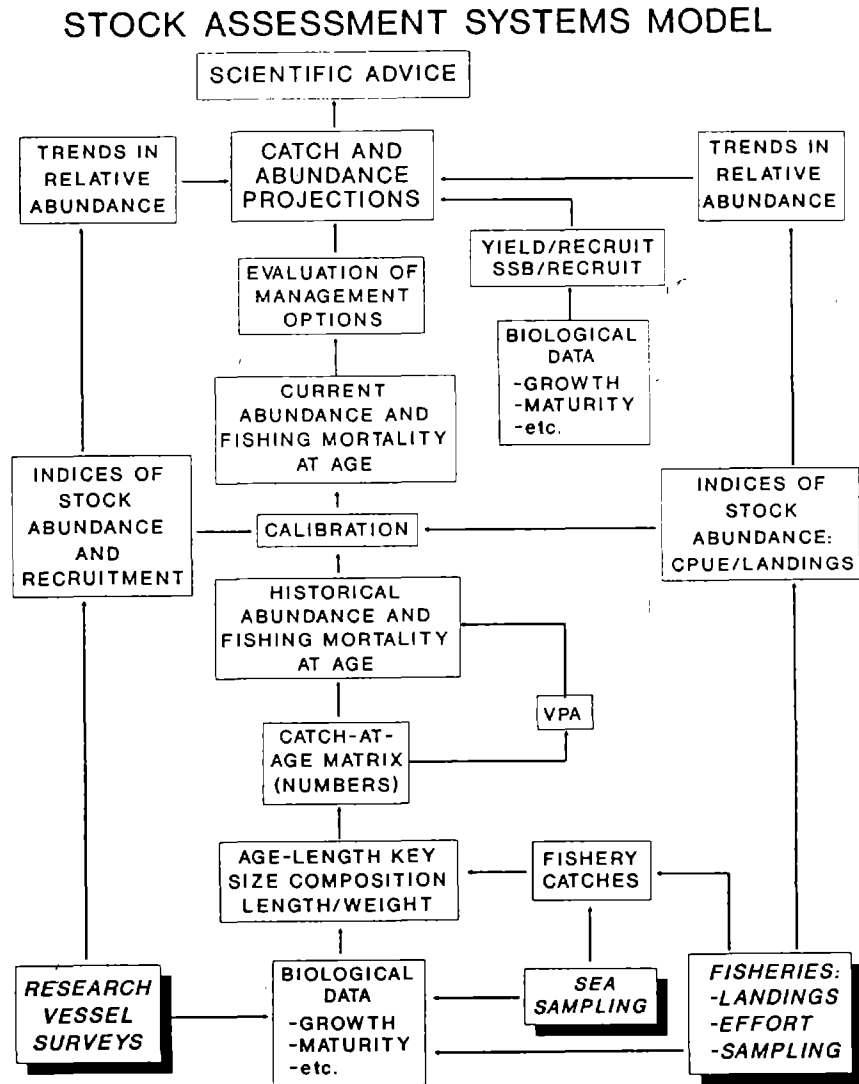 STOCK ASSESSMENT SYSTEMS MODEL
SCIENTIFIC ADVICE
TRENDS IN
RELATIVE
ABUNDANCE
CATCH AND
ABUNDANCE
PROJECTIONS
TRENDS IN
RELATIVE
ABUNDANCE
YIELD/RECRUIT
SSB/RECRUIT
EVALUATION OF
MANAGEMENT
OPTIONS
BIOLOGICAL
DATA
-GROWTH
-MATURITY
-etc.
CURRENT
ABUNDANCE AND
FISHING MORTALITY
AT AGE
INDICES OF
STOCK
ABUNDANCE
AND
RECRUITMENT
CALIBRATION
INDICES OF
STOCK
ABUNDANCE:
CPUE/LANDINGS
HISTORICAL
ABUNDANCE AND
FISHING MORTALITY
AT AGE
VPA
CATCH-AT-
AGE MATRIX
(NUMBERS)
AGE-LENGTH KEY
SIZE COMPOSITION
LENGTH/WEIGHT
FISHERY
CATCHES
RESEARCH
VESSEL
SURVEYS
BIOLOGICAL
DATA
-GROWTH
-MATURITY
-etc.
SEA
SAMPLING
FISHERIES:
-LANDINGS
-EFFORT
-SAMPLING